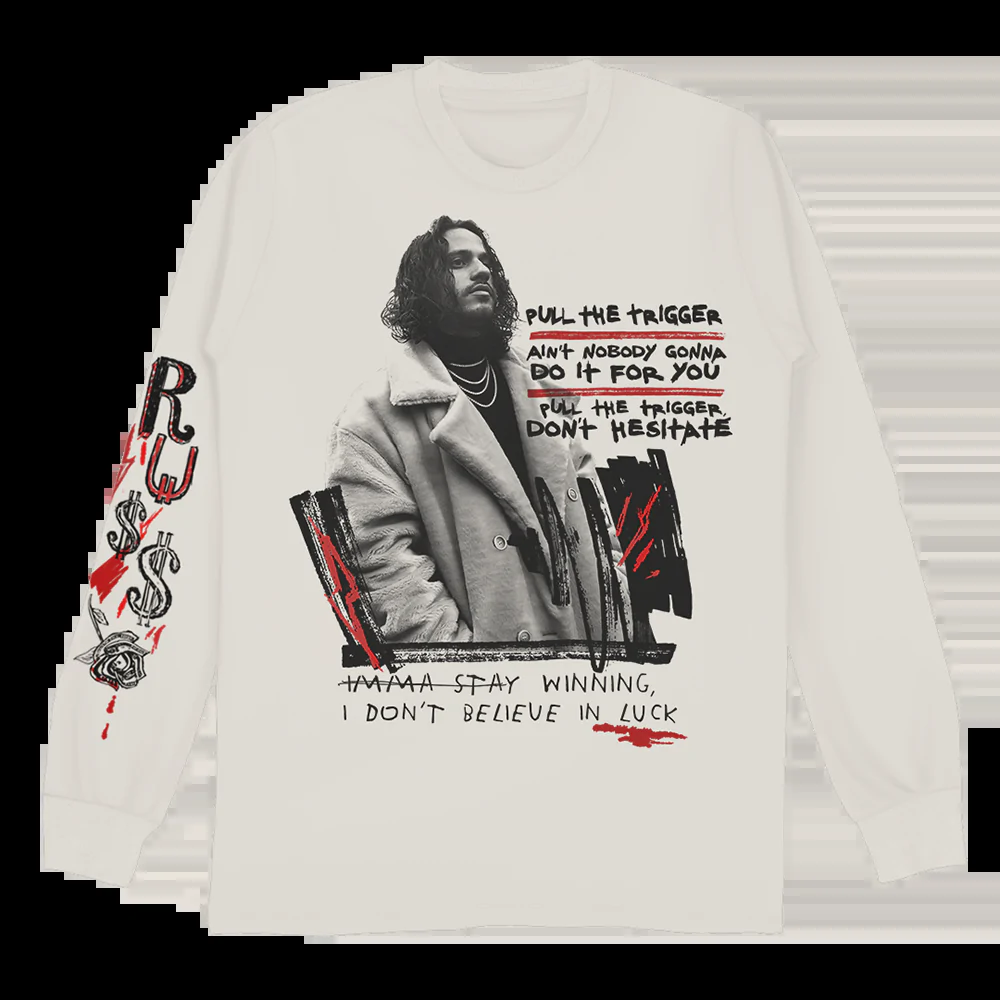 PULL THE TRIGGER
AIN'T NOBODY GONNA
DO IT FOR YOU
PULL THE TRIGGER,
DON'T HESITATE
IMMA STAY WINNING,
I DON'T BELIEVE IN LUCK
R
U
$
$